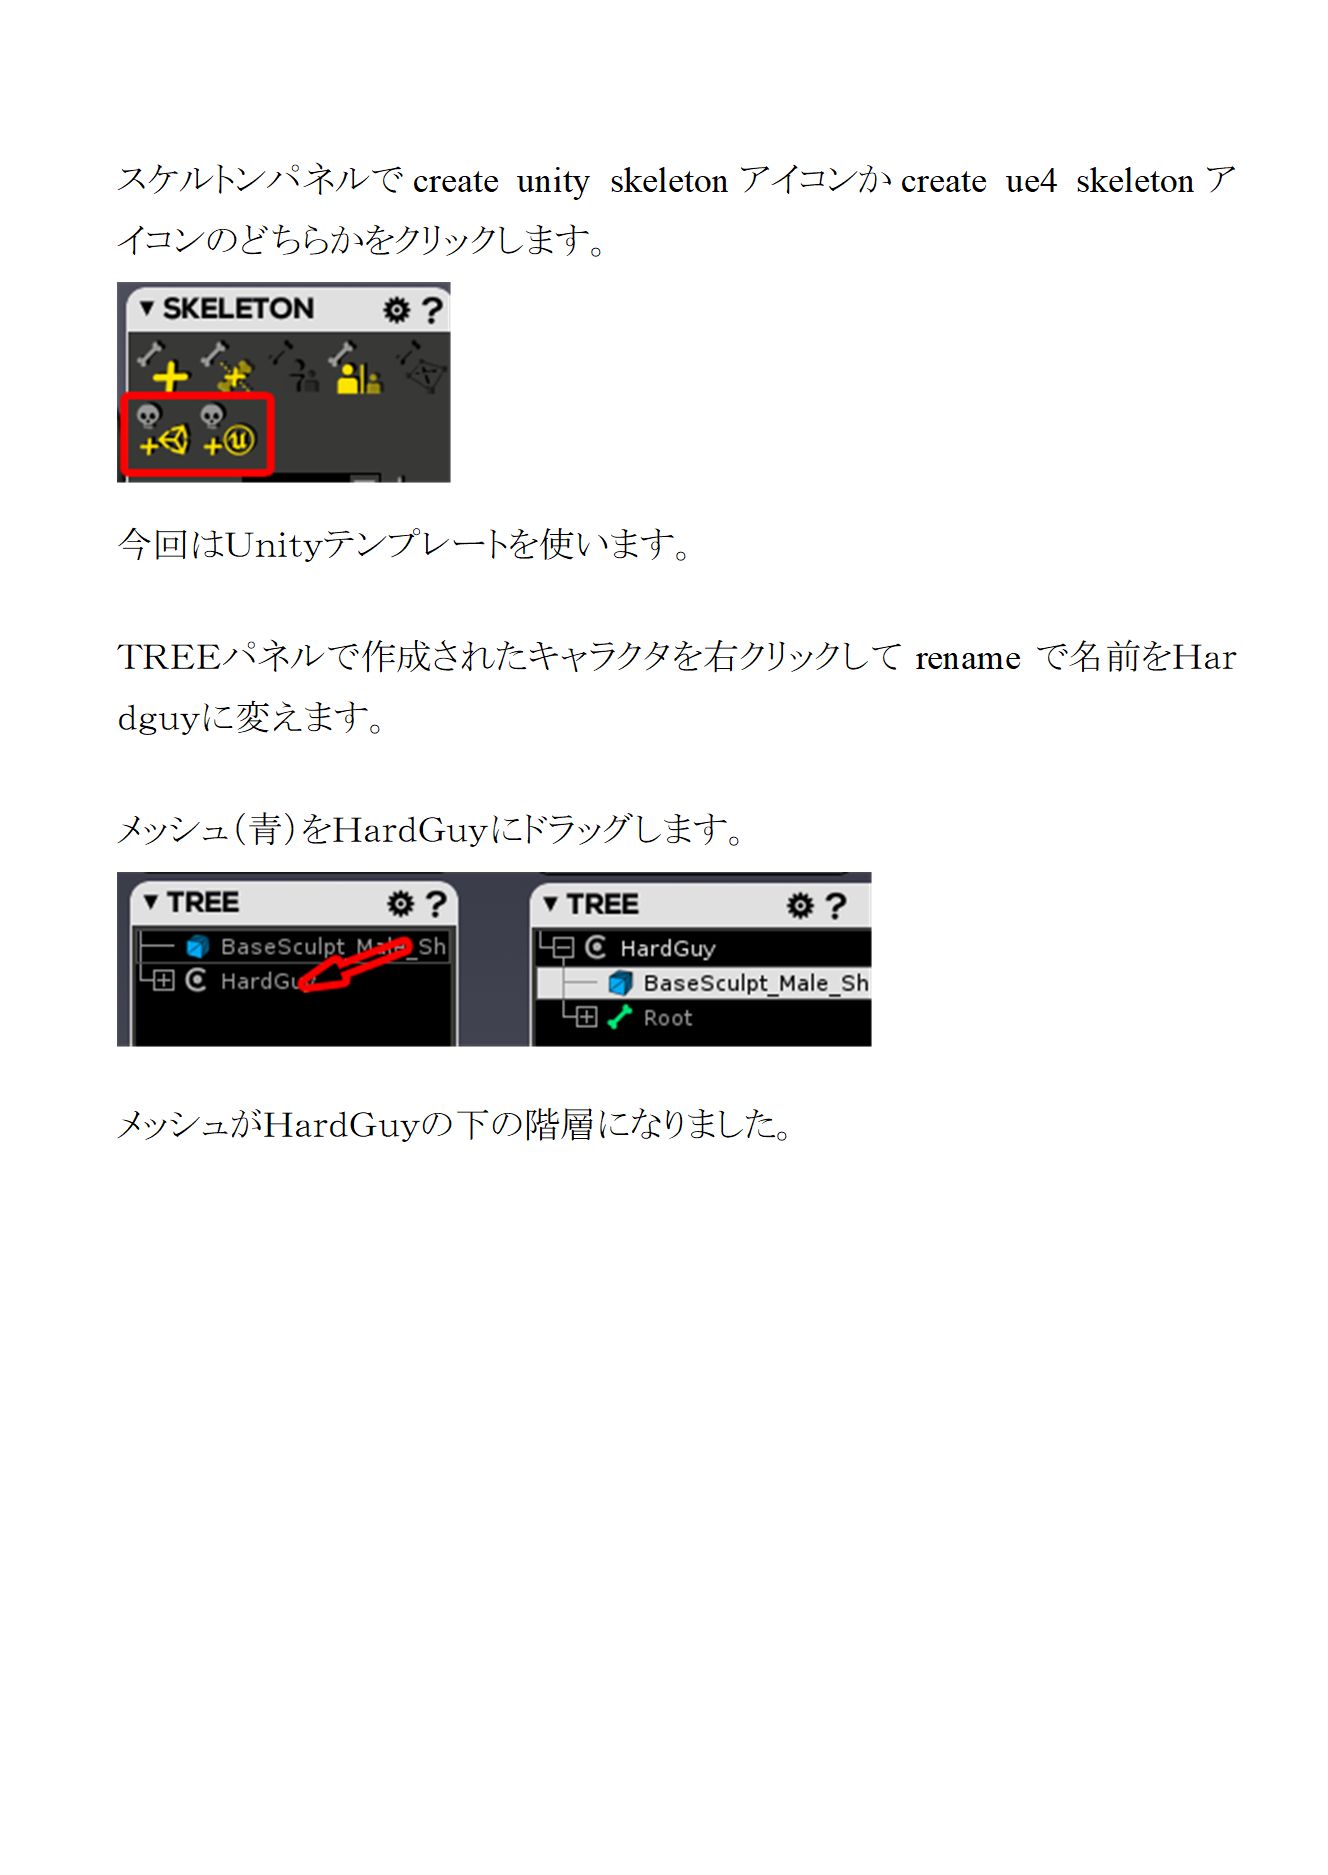 スケルトンパネルで create unity skeleton アイコンか create ue4 skeleton ア
イコンのどちらかをクリックします。
▼ SKELETON ?
今回はＵｎｉｔｙテンプレートを使います。
ＴＲＥＥパネルで作成されたキャラクタを右クリックして rename で名前をＨａｒ
ｄｇｕｙに変えます。
メッシュ（青）をＨａｒｄＧｕｙにドラッグします。
▼ TREE ?
BaseSculpt_Male_Sh
HardGuy
▼ TREE ?
HardGuy
BaseSculpt_Male_Sh
Root
メッシュがＨａｒｄＧｕｙの下の階層になりました。